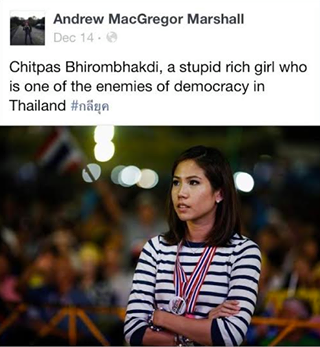 Andrew MacGregor Marshall
Dec 14 ·
Chitpas Bhirombhakdi, a stupid rich girl who
is one of the enemies of democracy in
Thailand #กลียุค